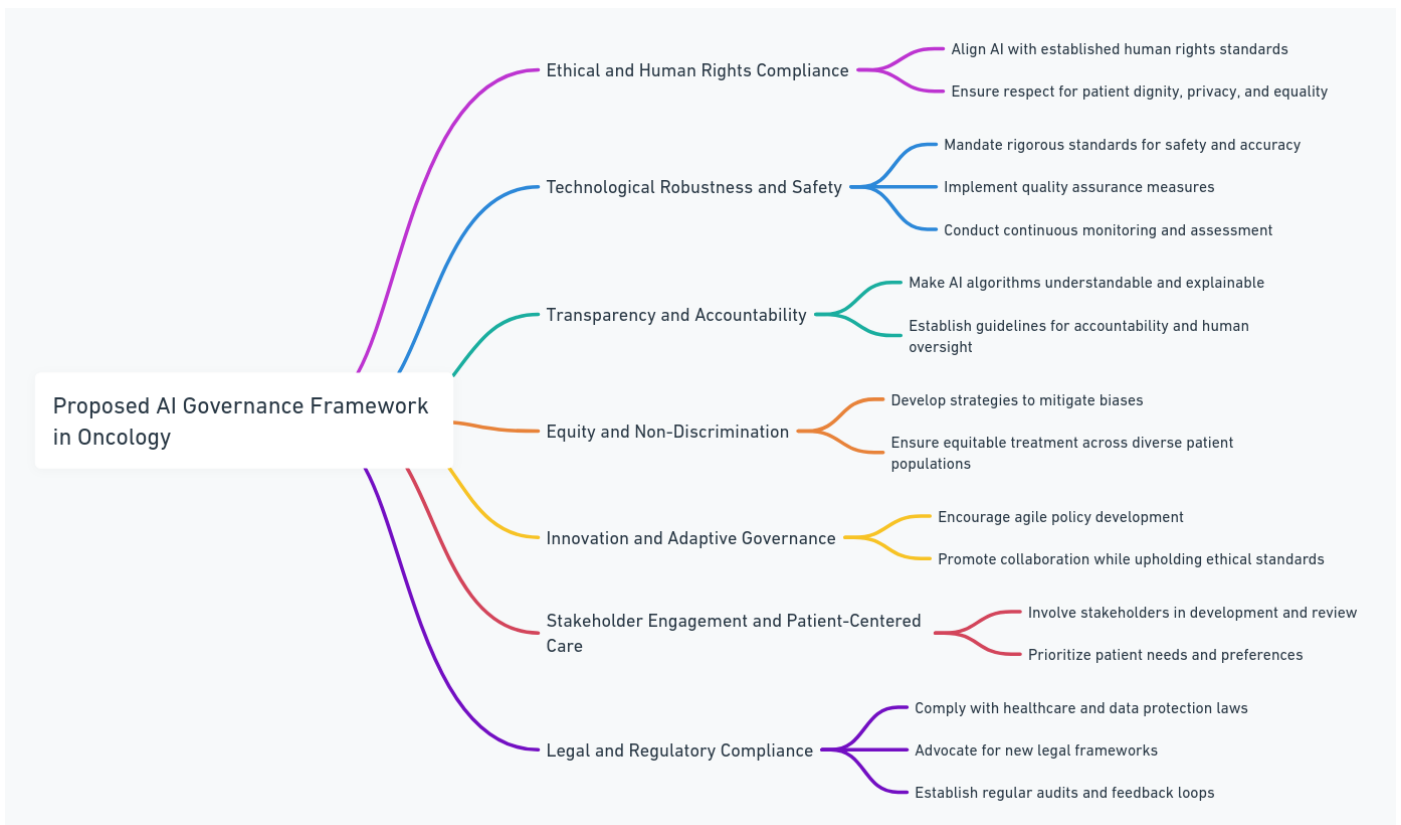 Proposed AI Governance Framework
in Oncology
Ethical and Human Rights Compliance
Align AI with established human rights standards
Ensure respect for patient dignity, privacy, and equality
Technological Robustness and Safety
Mandate rigorous standards for safety and accuracy
Implement quality assurance measures
Conduct continuous monitoring and assessment
Transparency and Accountability
Make AI algorithms understandable and explainable
Establish guidelines for accountability and human
oversight
Equity and Non-Discrimination
Develop strategies to mitigate biases
Ensure equitable treatment across diverse patient
populations
Innovation and Adaptive Governance
Encourage agile policy development
Promote collaboration while upholding ethical standards
Stakeholder Engagement and Patient-Centered
Care
Involve stakeholders in development and review
Prioritize patient needs and preferences
Legal and Regulatory Compliance
Comply with healthcare and data protection laws
Advocate for new legal frameworks
Establish regular audits and feedback loops